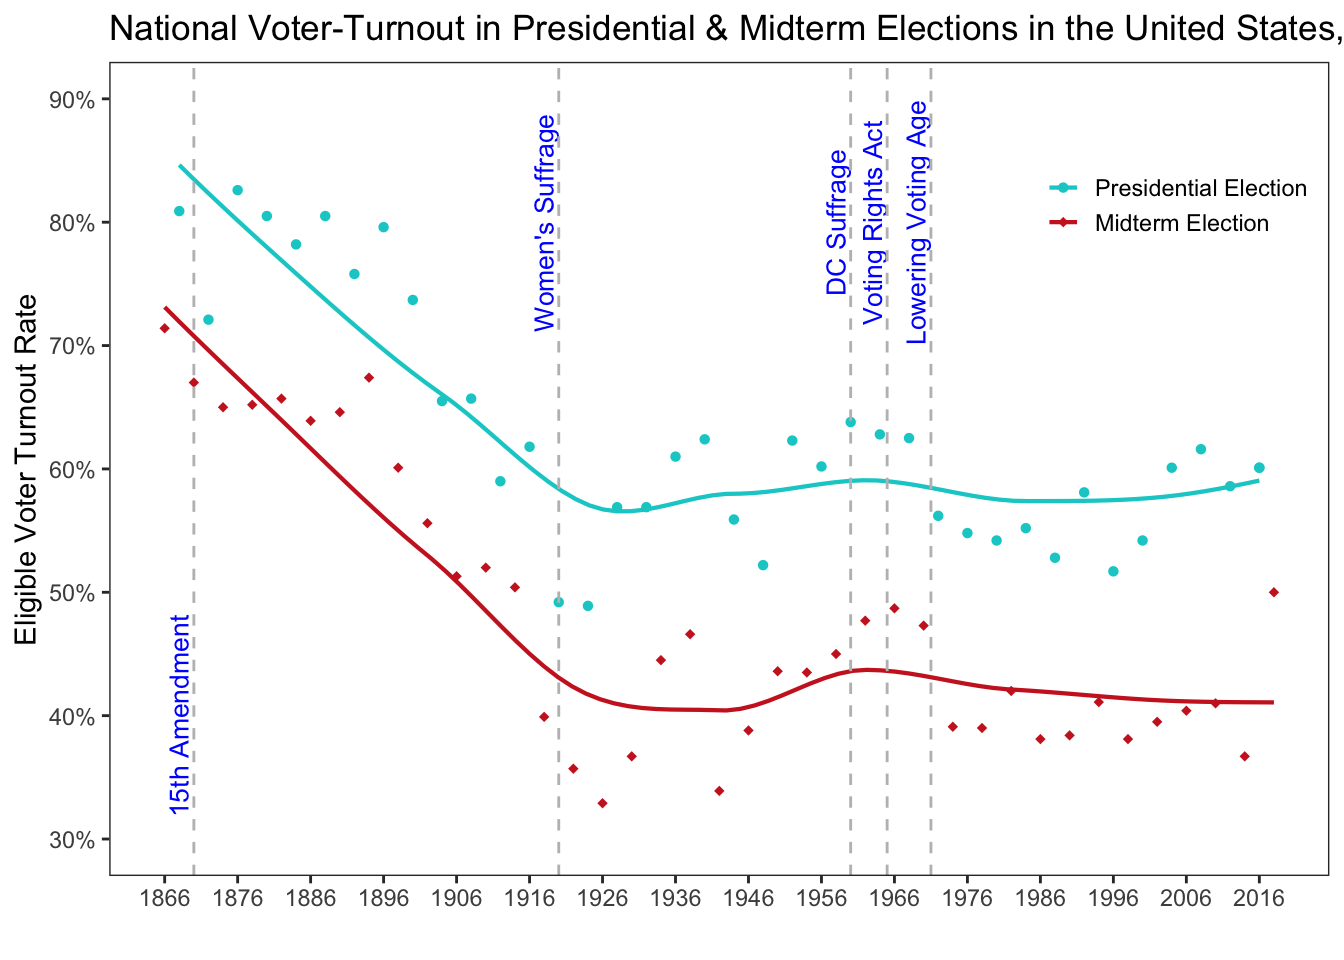 National Voter-Turnout in Presidential & Midterm Elections in the United States,
90%
80%
70%
60%
50%
40%
30%
Eligible Voter Turnout Rate
15th Amendment
Women's Suffrage
DC Suffrage
Voting Rights Act
Lowering Voting Age
Presidential Election
Midterm Election
1866 1876 1886 1896 1906 1916 1926 1936 1946 1956 1966 1976 1986 1996 2006 2016